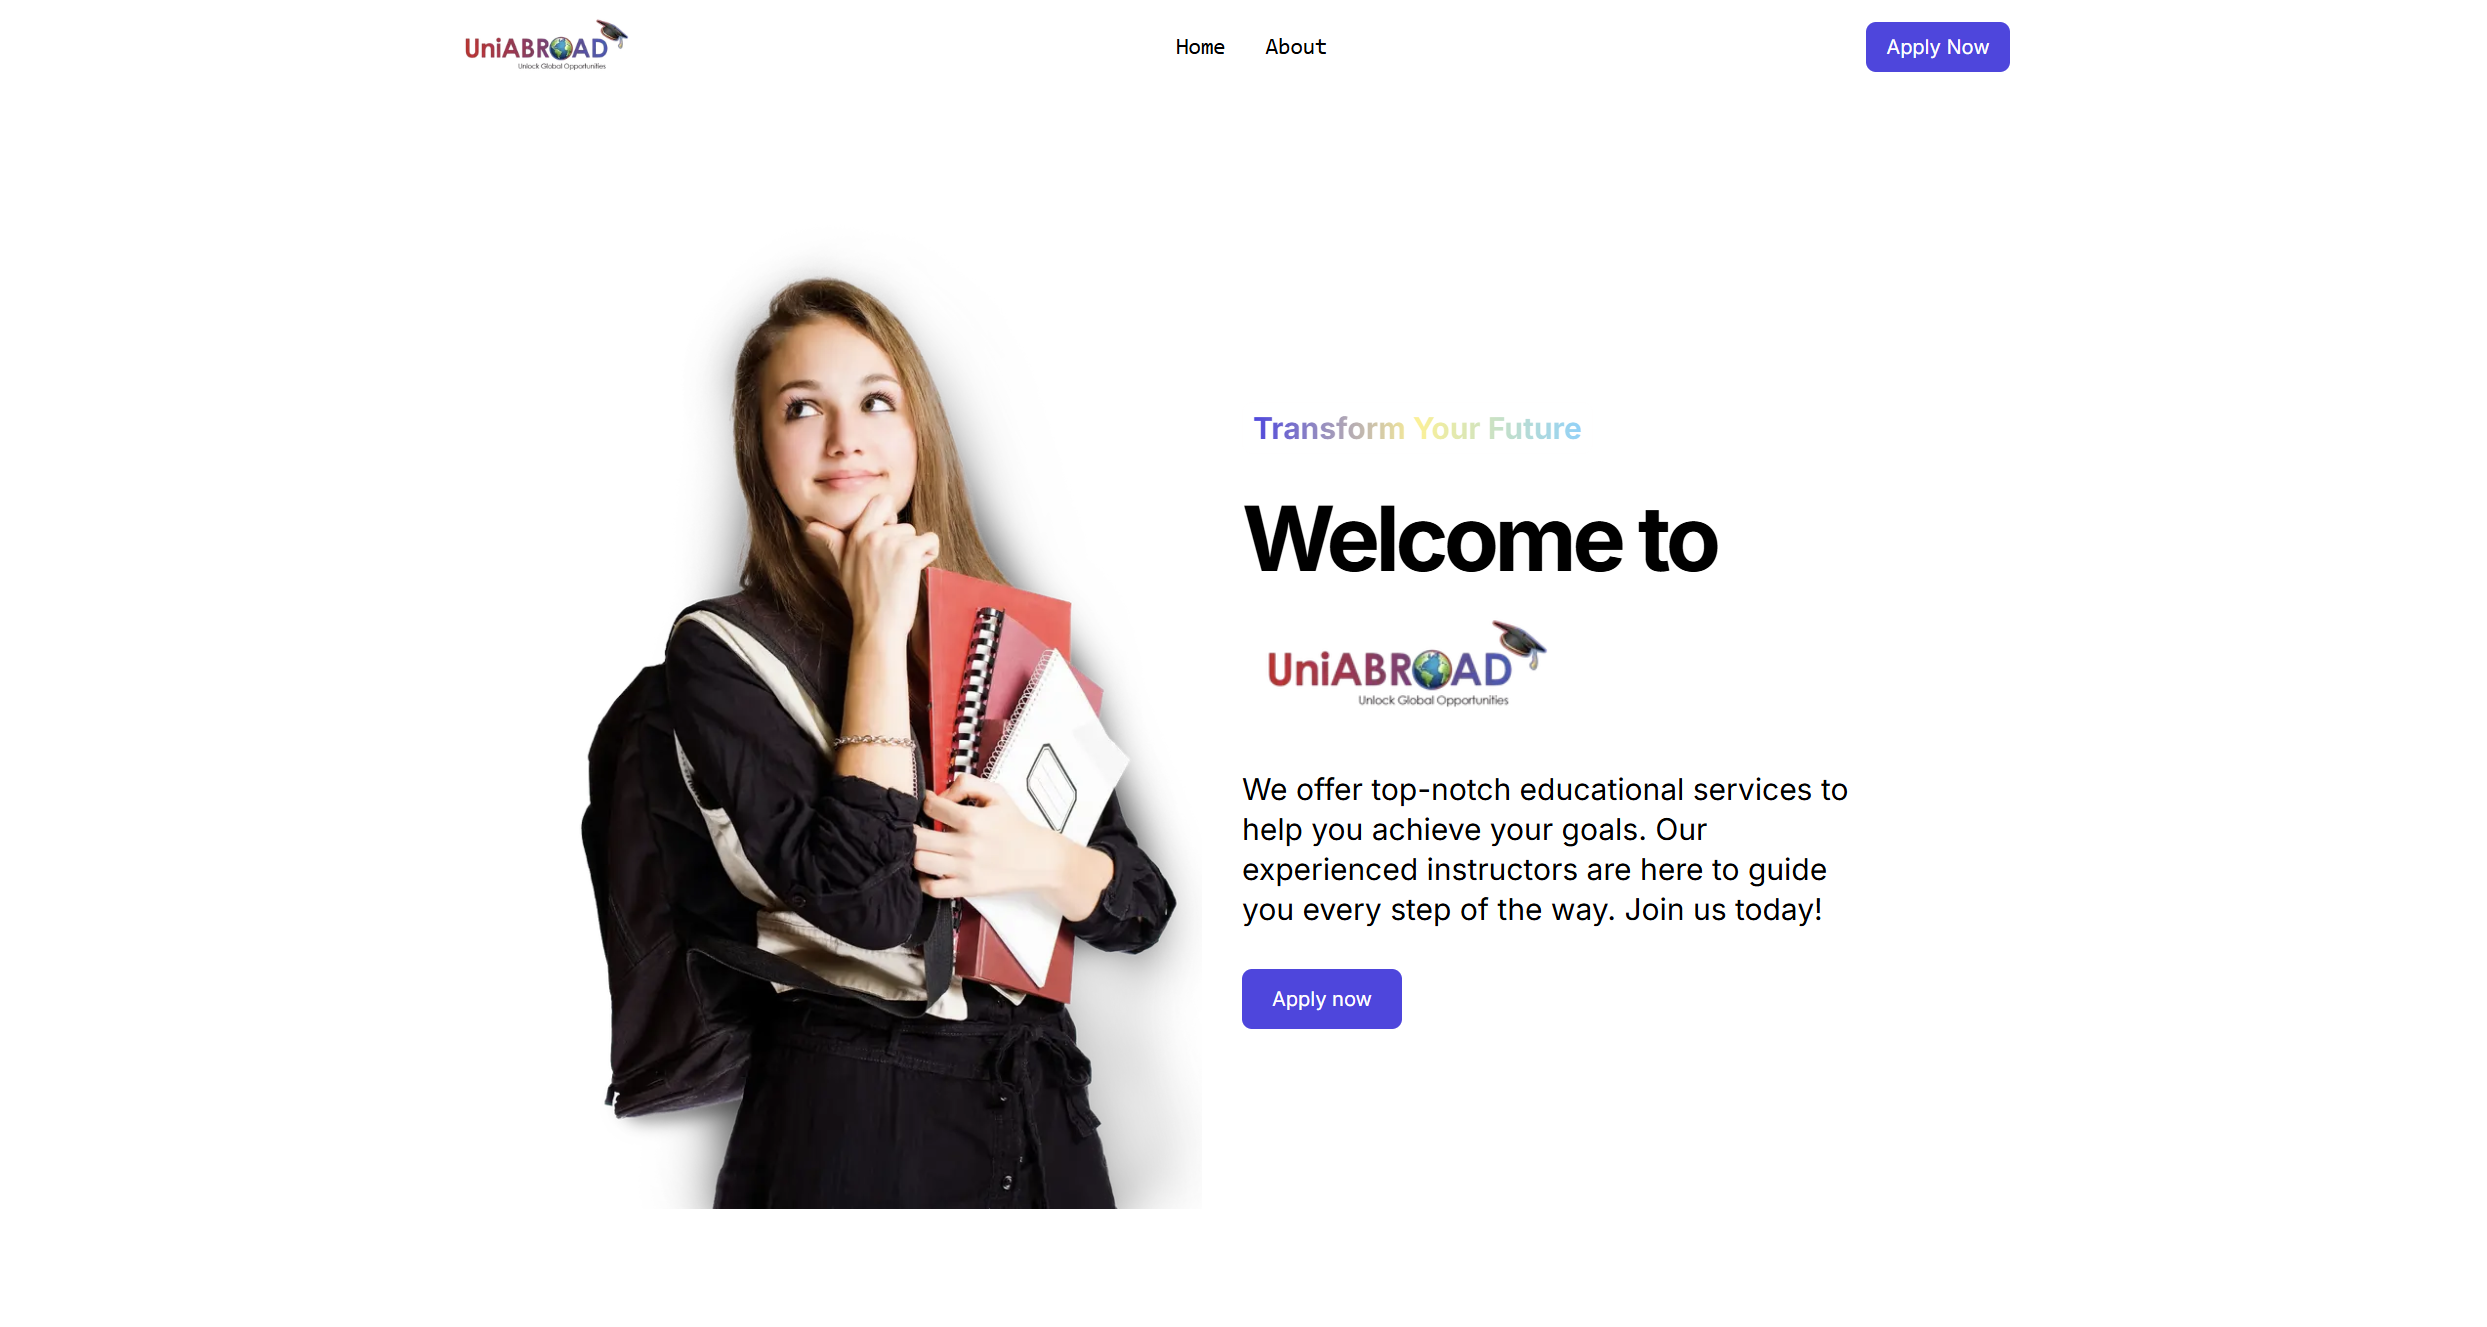 UniABROAD
Unlock Global Opportunities
Home
About
Apply Now
Transform Your Future
Welcome to
UniABROAD
Unlock Global Opportunities
We offer top-notch educational services to
help you achieve your goals. Our
experienced instructors are here to guide
you every step of the way. Join us today!
Apply now